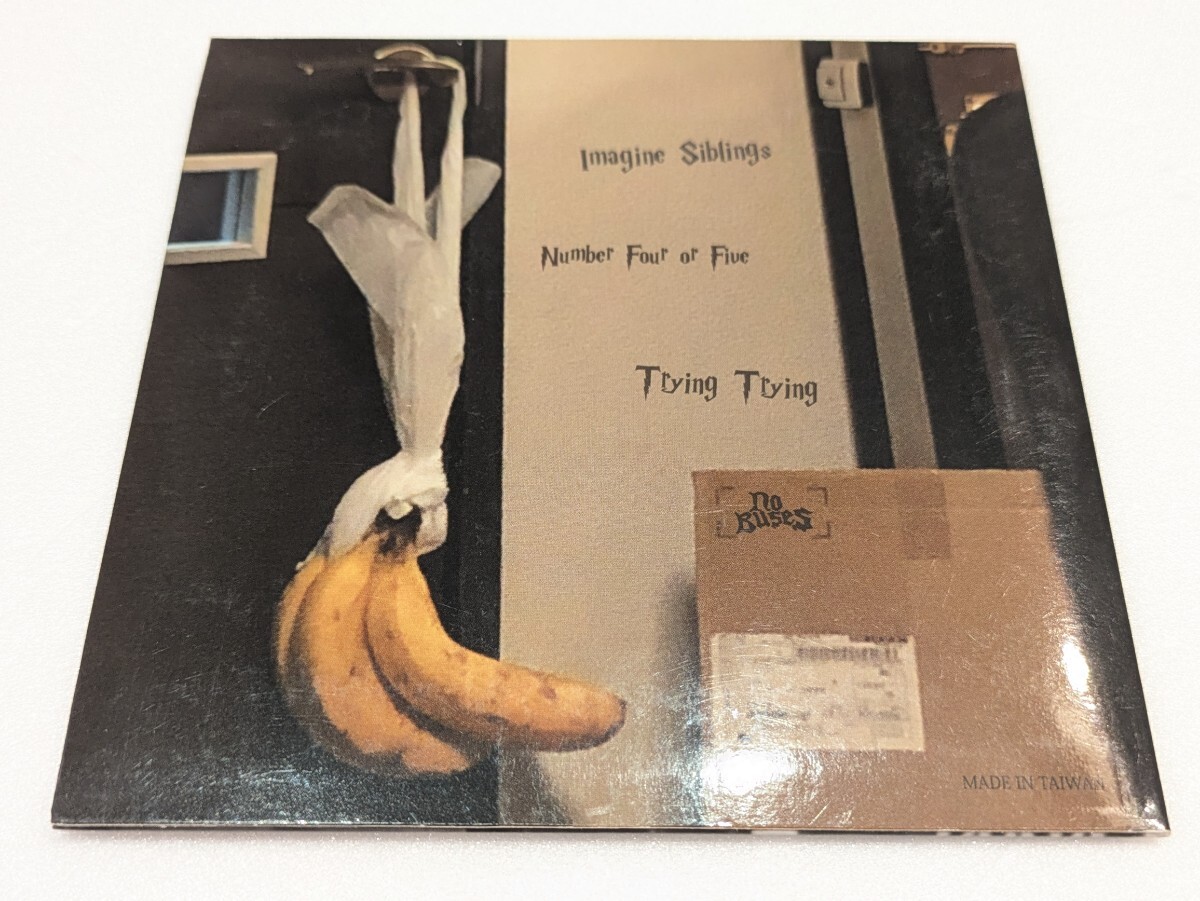 Imagine Siblings
Number Four or Five
Trying Trying
No
Buses
MADE IN TAIWAN